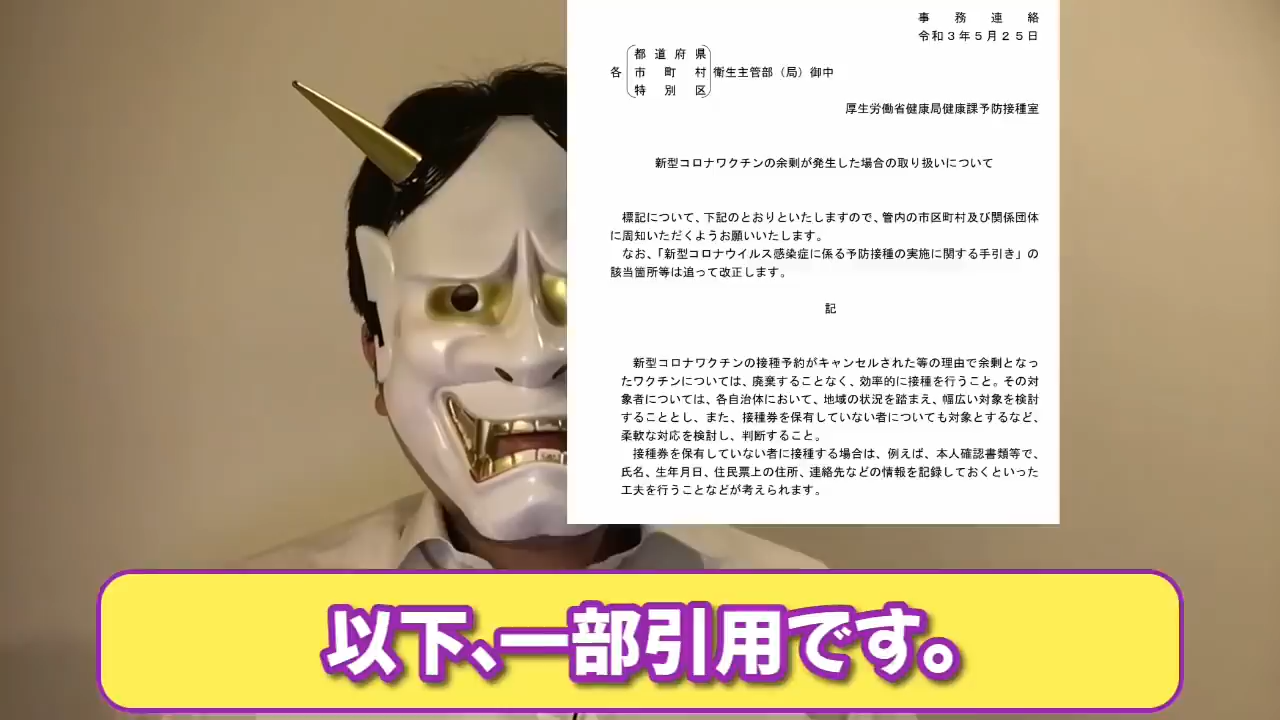 事務連絡
令和3年5月25日
各 都道府県 市町村 特別区 衛生主管部（局）御中
厚生労働省健康局健康課予防接種室
新型コロナワクチンの余剰が発生した場合の取り扱いについて
標記について、下記のとおりといたしますので、管内の市区町村及び関係団体
に周知いただくようお願いいたします。
なお、「新型コロナウイルス感染症に係る予防接種の実施に関する手引き」の
該当箇所等は追って改正します。
記
新型コロナワクチンの接種予約がキャンセルされた等の理由で余剰となっ
たワクチンについては、廃棄することなく、効率的に接種を行うこと。その対
象者については、各自治体において、地域の状況を踏まえ、幅広い対象を検討
することとし、また、接種券を保有していない者についても対象とするなど、
柔軟な対応を検討し、判断すること。
接種券を保有していない者に接種する場合は、例えば、本人確認書類等で、
氏名、生年月日、住民票上の住所、連絡先などの情報を記録しておくといった
工夫を行うことなどが考えられます。
以下、一部引用です。